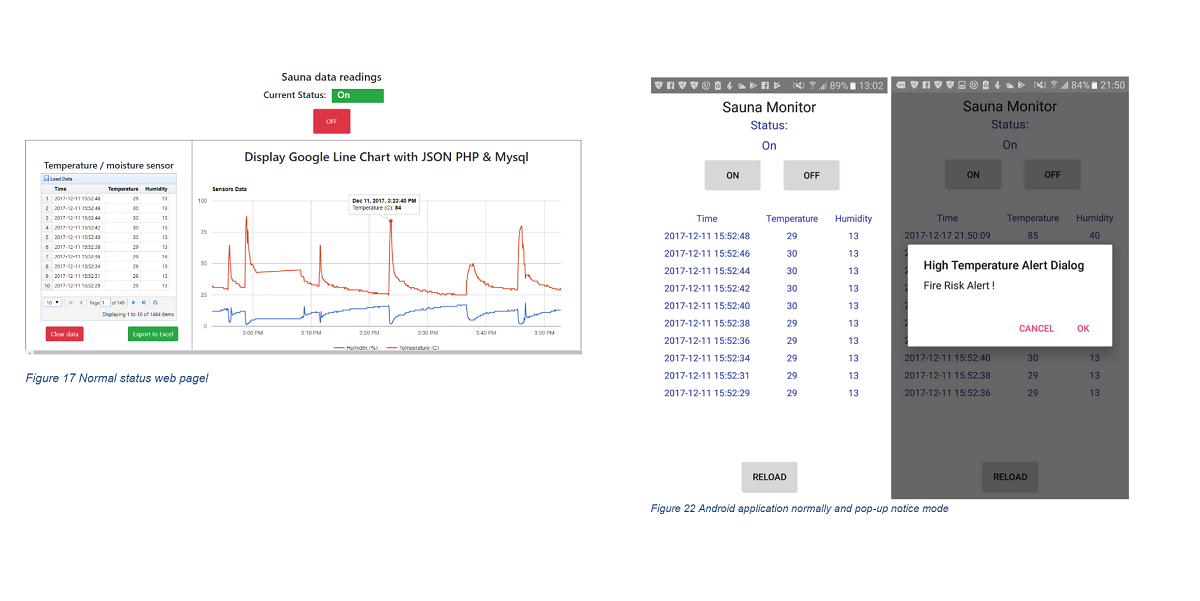 Sauna data readings
Current Status: On
OFF
Temperature / moisture sensor
Load Data
Time Temperature Humidity
1 2017-12-11 15:52:48 29 13
2 2017-12-11 15:52:46 30 13
3 2017-12-11 15:52:44 30 13
4 2017-12-11 15:52:42 30 13
5 2017-12-11 15:52:40 30 13
6 2017-12-11 15:52:38 29 13
7 2017-12-11 15:52:36 29 13
8 2017-12-11 15:52:34 29 13
9 2017-12-11 15:52:31 29 13
10 2017-12-11 15:52:29 29 13
10 Page 1 of 149
Displaying 1 to 10 of 1484 items
Clear data Export to Excel
Display Google Line Chart with JSON PHP & Mysql
Sensors Data
Dec 11, 2017, 3:23:40 PM
Temperature (C): 84
100
75
50
25
0
3:00 PM 3:10 PM 3:20 PM 3:30 PM 3:40 PM 3:50 PM
Humidity (%) Temperature (C)
Figure 17 Normal status web pagel
89% 13:02
Sauna Monitor
Status:
On
ON OFF
Time Temperature Humidity
2017-12-11 15:52:48 29 13
2017-12-11 15:52:46 30 13
2017-12-11 15:52:44 30 13
2017-12-11 15:52:42 30 13
2017-12-11 15:52:40 30 13
2017-12-11 15:52:38 29 13
2017-12-11 15:52:36 29 13
2017-12-11 15:52:34 29 13
2017-12-11 15:52:31 29 13
2017-12-11 15:52:29 29 13
RELOAD
84% 21:50
Sauna Monitor
Status:
On
ON OFF
Time Temperature Humidity
2017-12-17 21:50:09 85 40
High Temperature Alert Dialog
Fire Risk Alert !
CANCEL OK
2017-12-11 15:52:40 30 13
2017-12-11 15:52:38 29 13
2017-12-11 15:52:36 29 13
RELOAD
Figure 22 Android application normally and pop-up notice mode